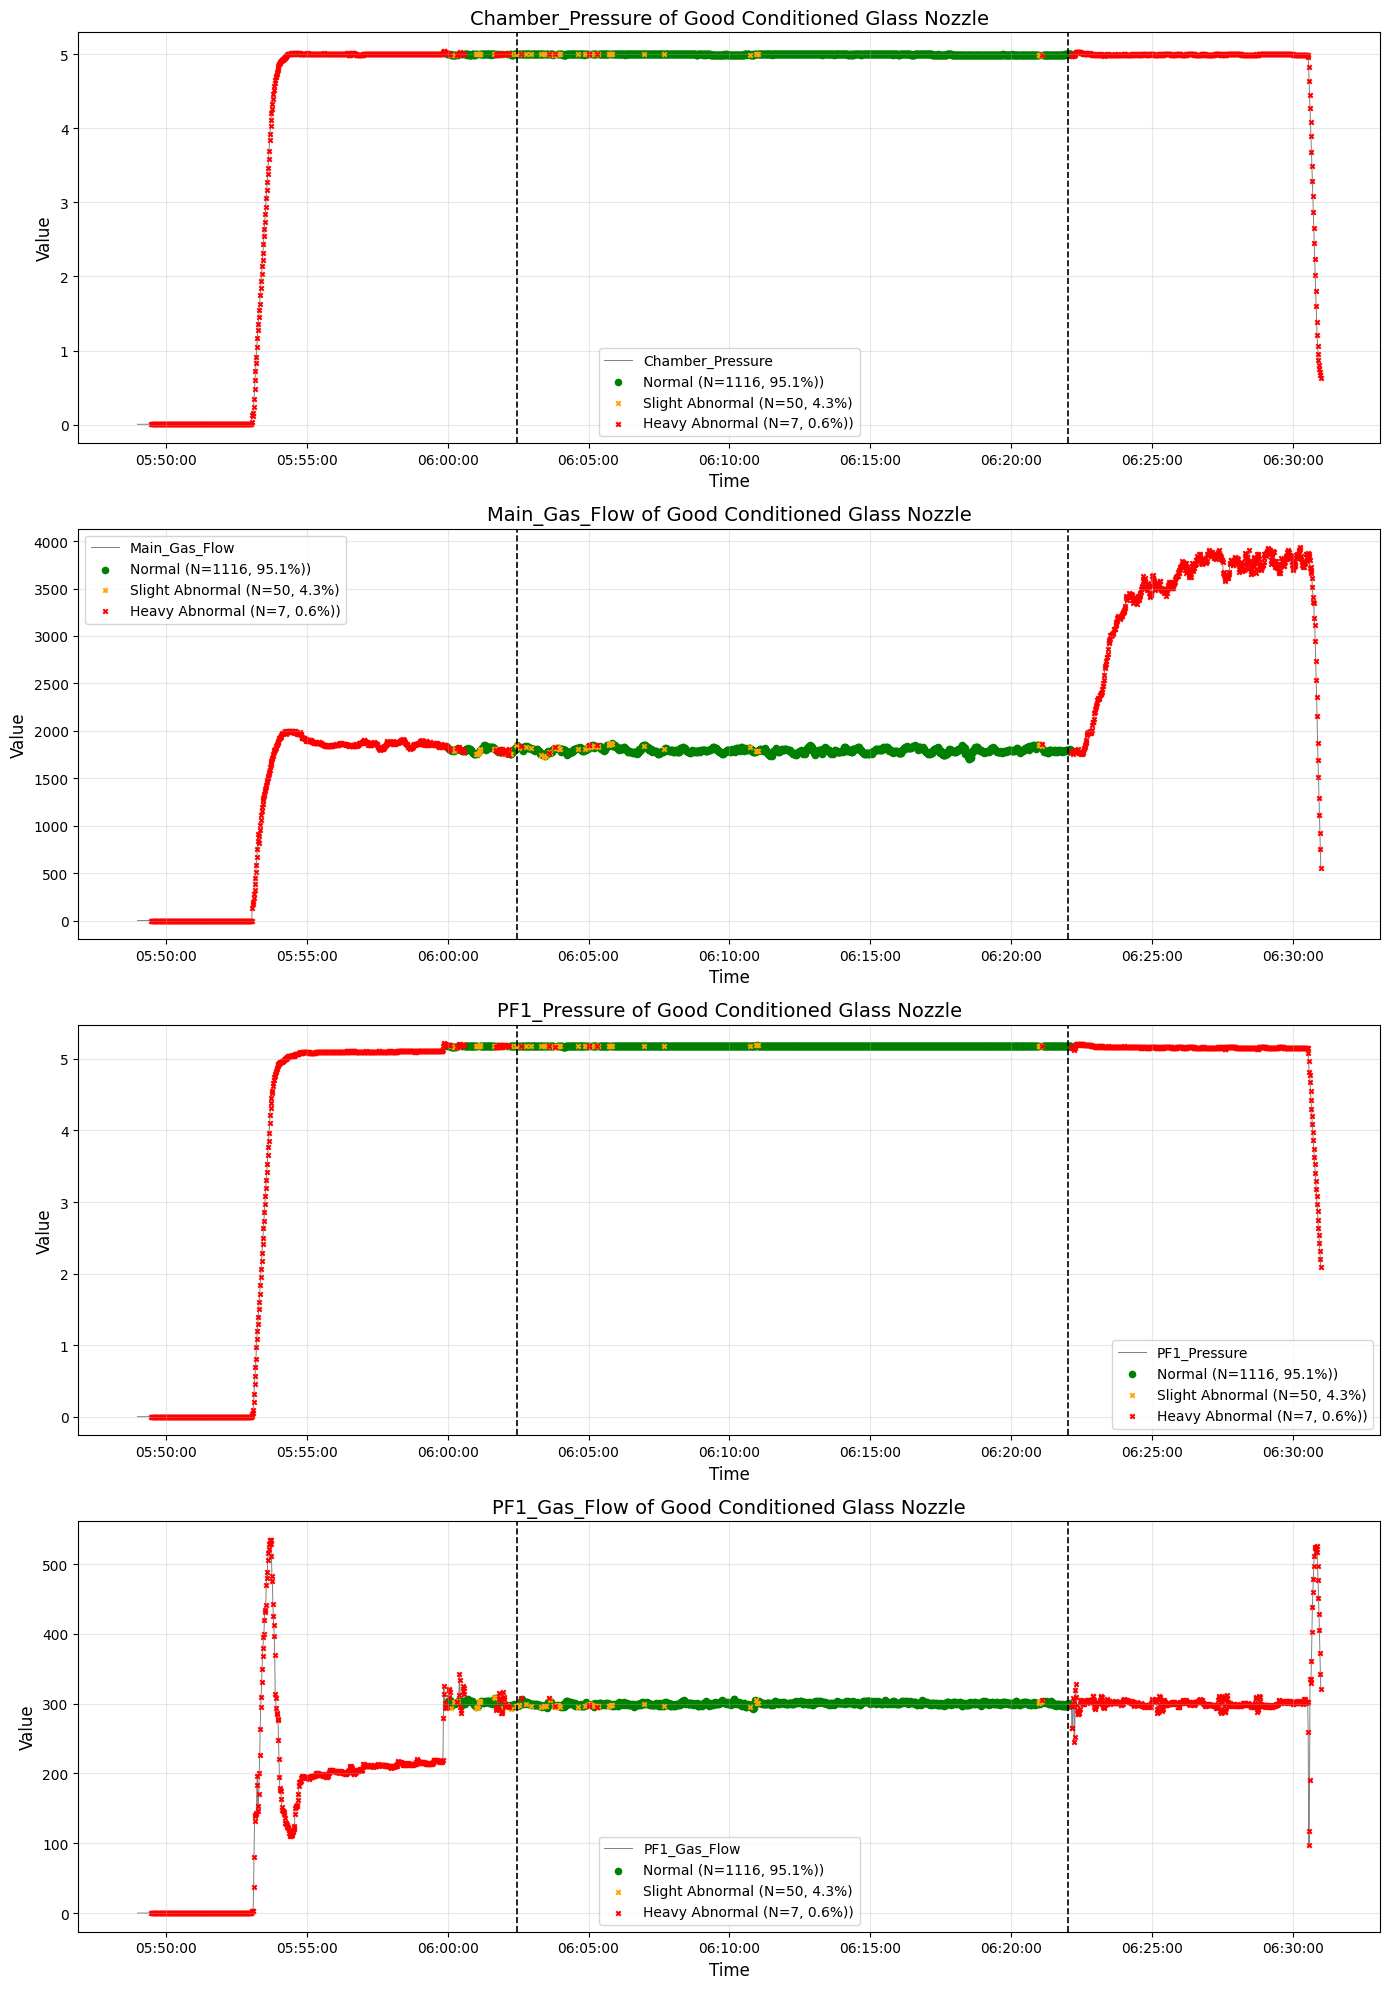 Chamber_Pressure of Good Conditioned Glass Nozzle
5
4
3
2
1
0
Value
Chamber_Pressure
Normal (N=1116, 95.1%))
Slight Abnormal (N=50, 4.3%)
Heavy Abnormal (N=7, 0.6%))
05:50:00 05:55:00 06:00:00 06:05:00 06:10:00 06:15:00 06:20:00 06:25:00 06:30:00
Time
Main_Gas_Flow of Good Conditioned Glass Nozzle
4000
3500
3000
2500
2000
1500
1000
500
0
Value
Main_Gas_Flow
Normal (N=1116, 95.1%))
Slight Abnormal (N=50, 4.3%)
Heavy Abnormal (N=7, 0.6%))
05:50:00 05:55:00 06:00:00 06:05:00 06:10:00 06:15:00 06:20:00 06:25:00 06:30:00
Time
PF1_Pressure of Good Conditioned Glass Nozzle
5
4
3
2
1
0
Value
PF1_Pressure
Normal (N=1116, 95.1%))
Slight Abnormal (N=50, 4.3%)
Heavy Abnormal (N=7, 0.6%))
05:50:00 05:55:00 06:00:00 06:05:00 06:10:00 06:15:00 06:20:00 06:25:00 06:30:00
Time
PF1_Gas_Flow of Good Conditioned Glass Nozzle
500
400
300
200
100
0
Value
PF1_Gas_Flow
Normal (N=1116, 95.1%))
Slight Abnormal (N=50, 4.3%)
Heavy Abnormal (N=7, 0.6%))
05:50:00 05:55:00 06:00:00 06:05:00 06:10:00 06:15:00 06:20:00 06:25:00 06:30:00
Time